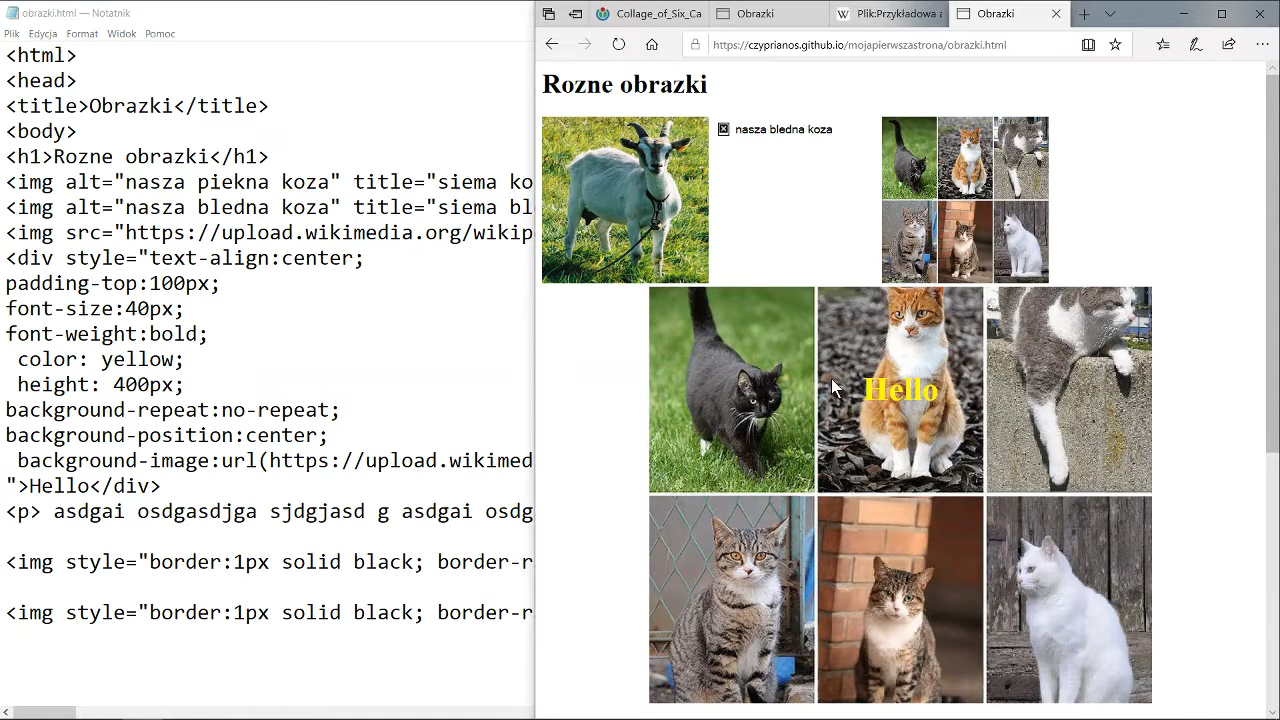 obrazki.html — Notatnik
Plik Edycja Format Widok Pomoc
<html>
<head>
<title>Obrazki</title>
<body>
<h1>Rozne obrazki</h1>
<img alt="nasza piekna koza" title="siema ko
<img alt="nasza bledna koza" title="siema bl
<img src="https://upload.wikimedia.org/wikip
<div style="text-align:center;
padding-top:100px;
font-size:40px;
font-weight:bold;
color: yellow;
height: 400px;
background-repeat:no-repeat;
background-position:center;
background-image:url(https://upload.wikimed
">Hello</div>
<p> asdgai osdgasdjga sjdgjasd g asdgai osdg
<img style="border:1px solid black; border-r
<img style="border:1px solid black; border-r
Collage_of_Six_Ca Obrazki Plik:Przykładowa a Obrazki
https://czyprianos.github.io/mojapierwszastrona/obrazki.html
Rozne obrazki
nasza bledna koza
Hello